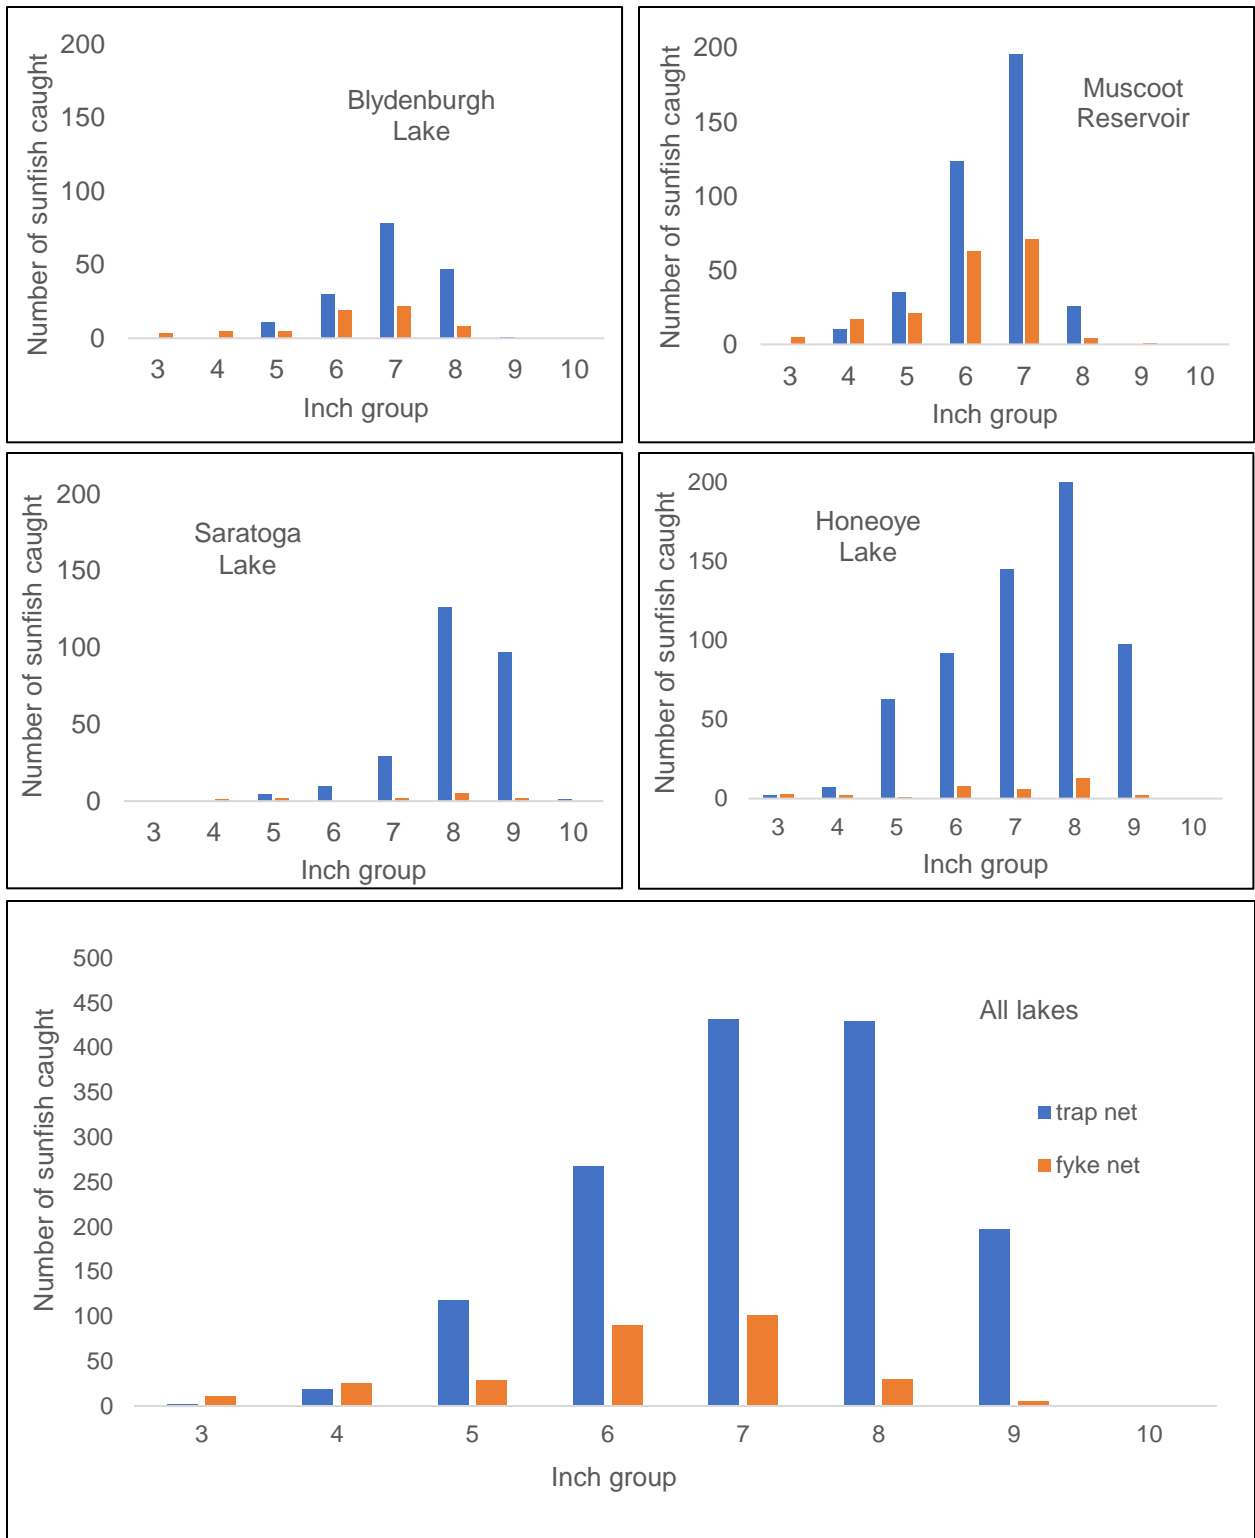 Number of sunfish caught
200
150
100
50
0
Blydenburgh
Lake
3 4 5 6 7 8 9 10
Inch group
Number of sunfish caught
200
150
100
50
0
Muscoot
Reservoir
3 4 5 6 7 8 9 10
Inch group
Number of sunfish caught
200
150
100
50
0
Saratoga
Lake
3 4 5 6 7 8 9 10
Inch group
Number of sunfish caught
200
150
100
50
0
Honeoye
Lake
3 4 5 6 7 8 9 10
Inch group
Number of sunfish caught
500
450
400
350
300
250
200
150
100
50
0
All lakes
trap net
fyke net
3 4 5 6 7 8 9 10
Inch group